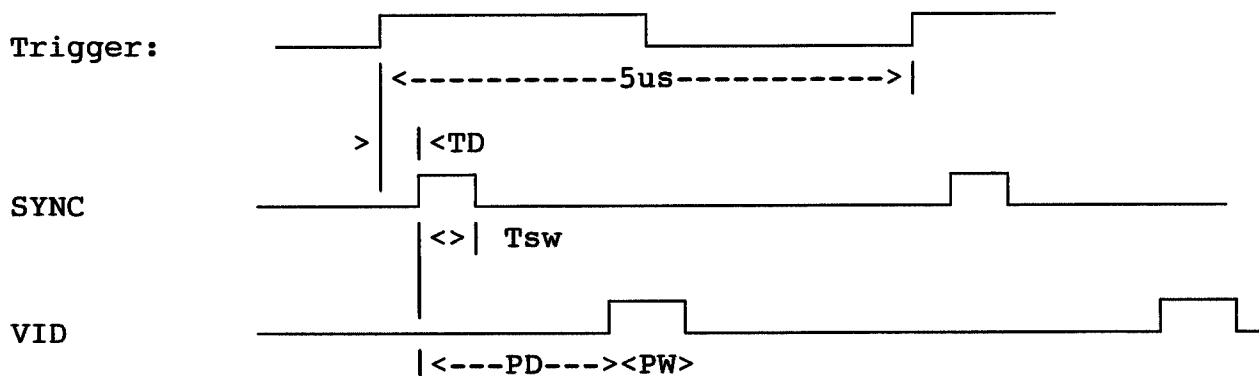 Trigger:
|<-----------5us----------->|
> |<TD
SYNC
|<>| Tsw
VID
|<---PD---><PW>